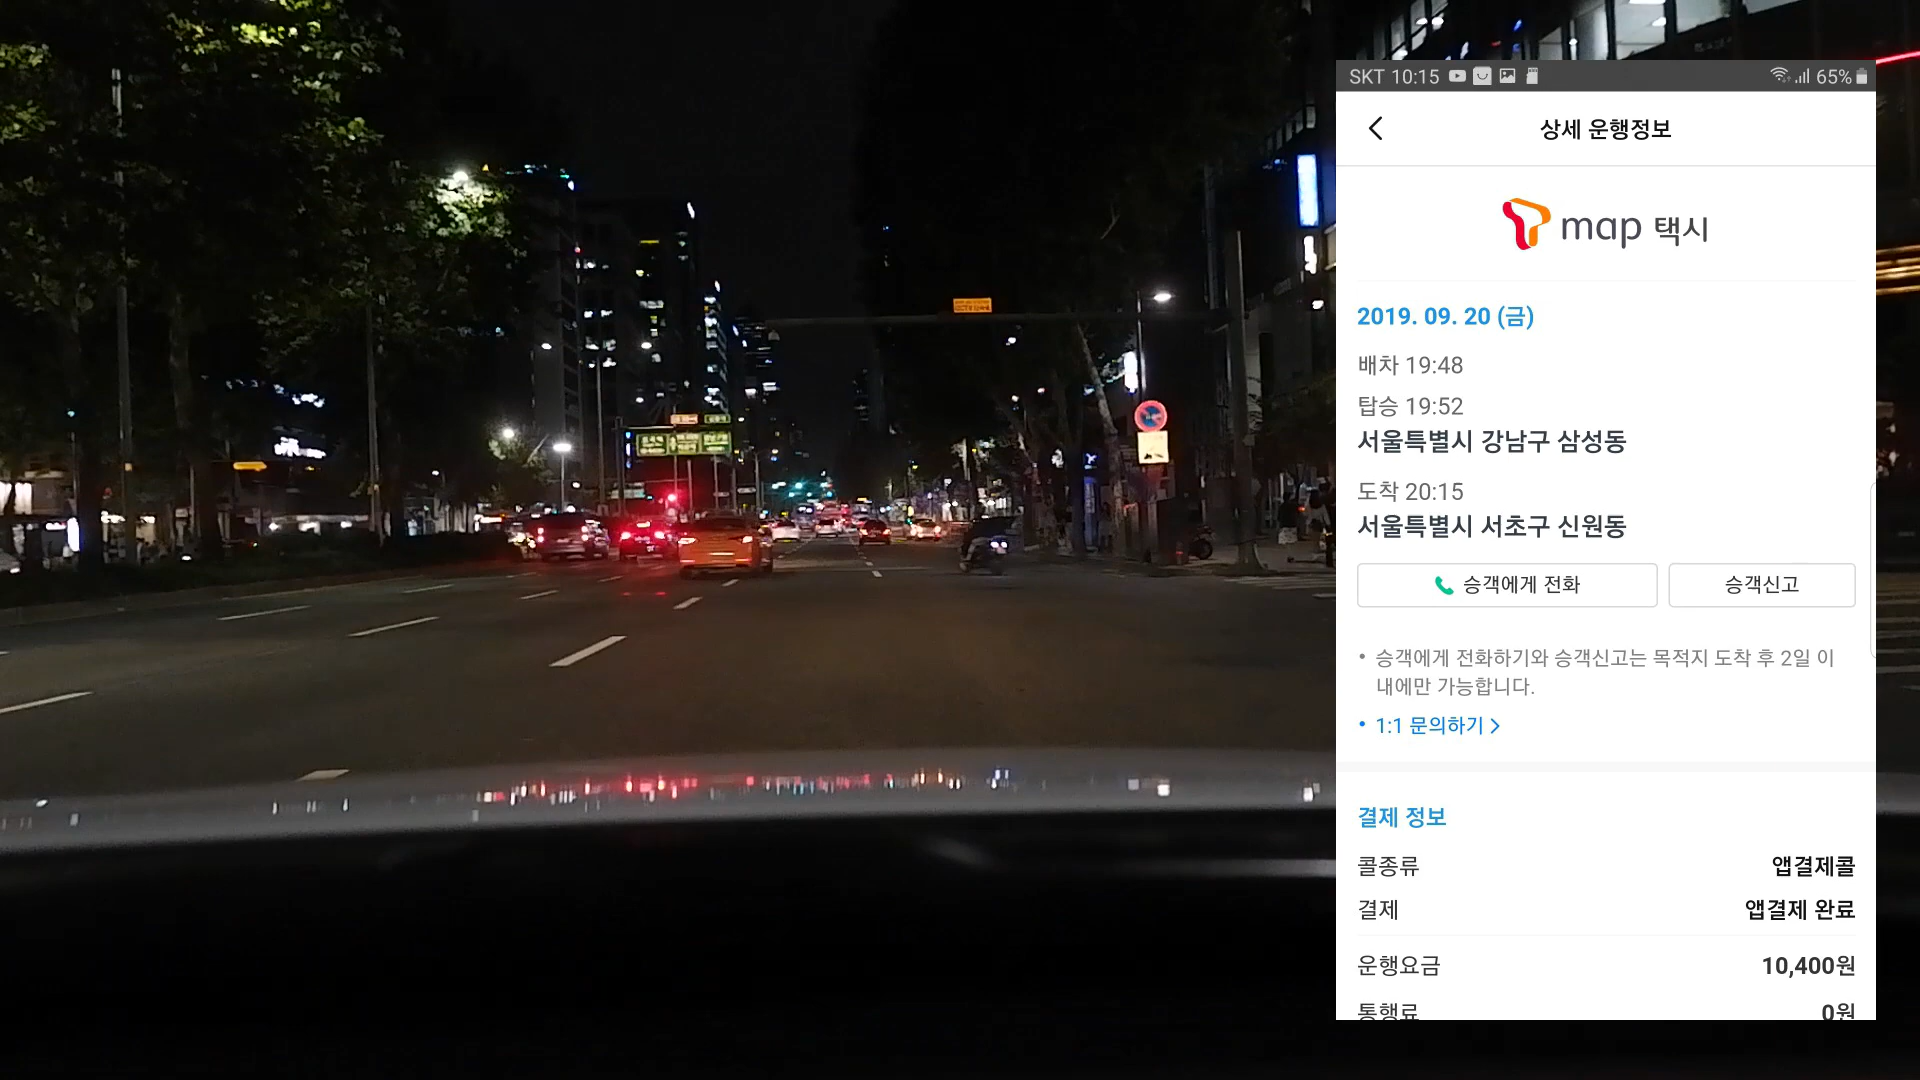 SKT 10:15
65%
상세 운행정보
map 택시
2019. 09. 20 (금)
배차 19:48
탑승 19:52
서울특별시 강남구 삼성동
도착 20:15
서울특별시 서초구 신원동
승객에게 전화
승객신고
• 승객에게 전화하기와 승객신고는 목적지 도착 후 2일 이
내에만 가능합니다.
• 1:1 문의하기
결제 정보
콜종류
앱결제콜
결제
앱결제 완료
운행요금
10,400원
통행료
0원